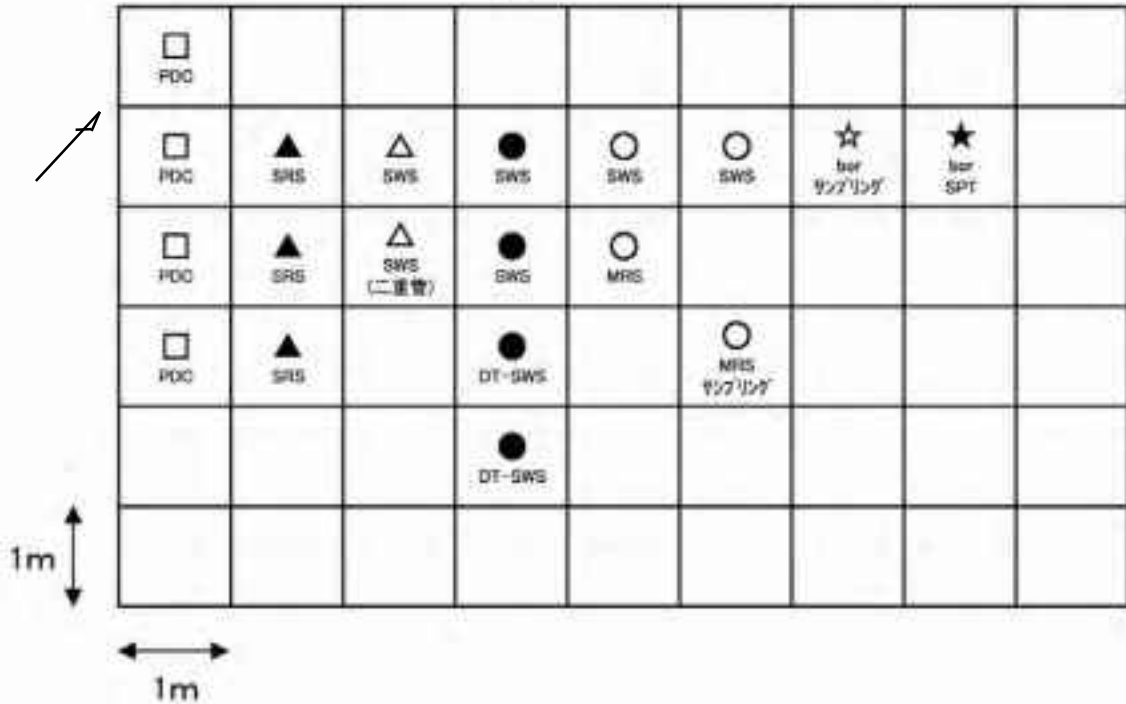 PDC
PDC
SRS
SWS
SWS
SWS
SWS
bor
サンプリング
bor
SPT
PDC
SRS
SWS
(二重管)
SWS
MRS
PDC
SRS
DT-SWS
MRS
サンプリング
DT-SWS
1m
1m